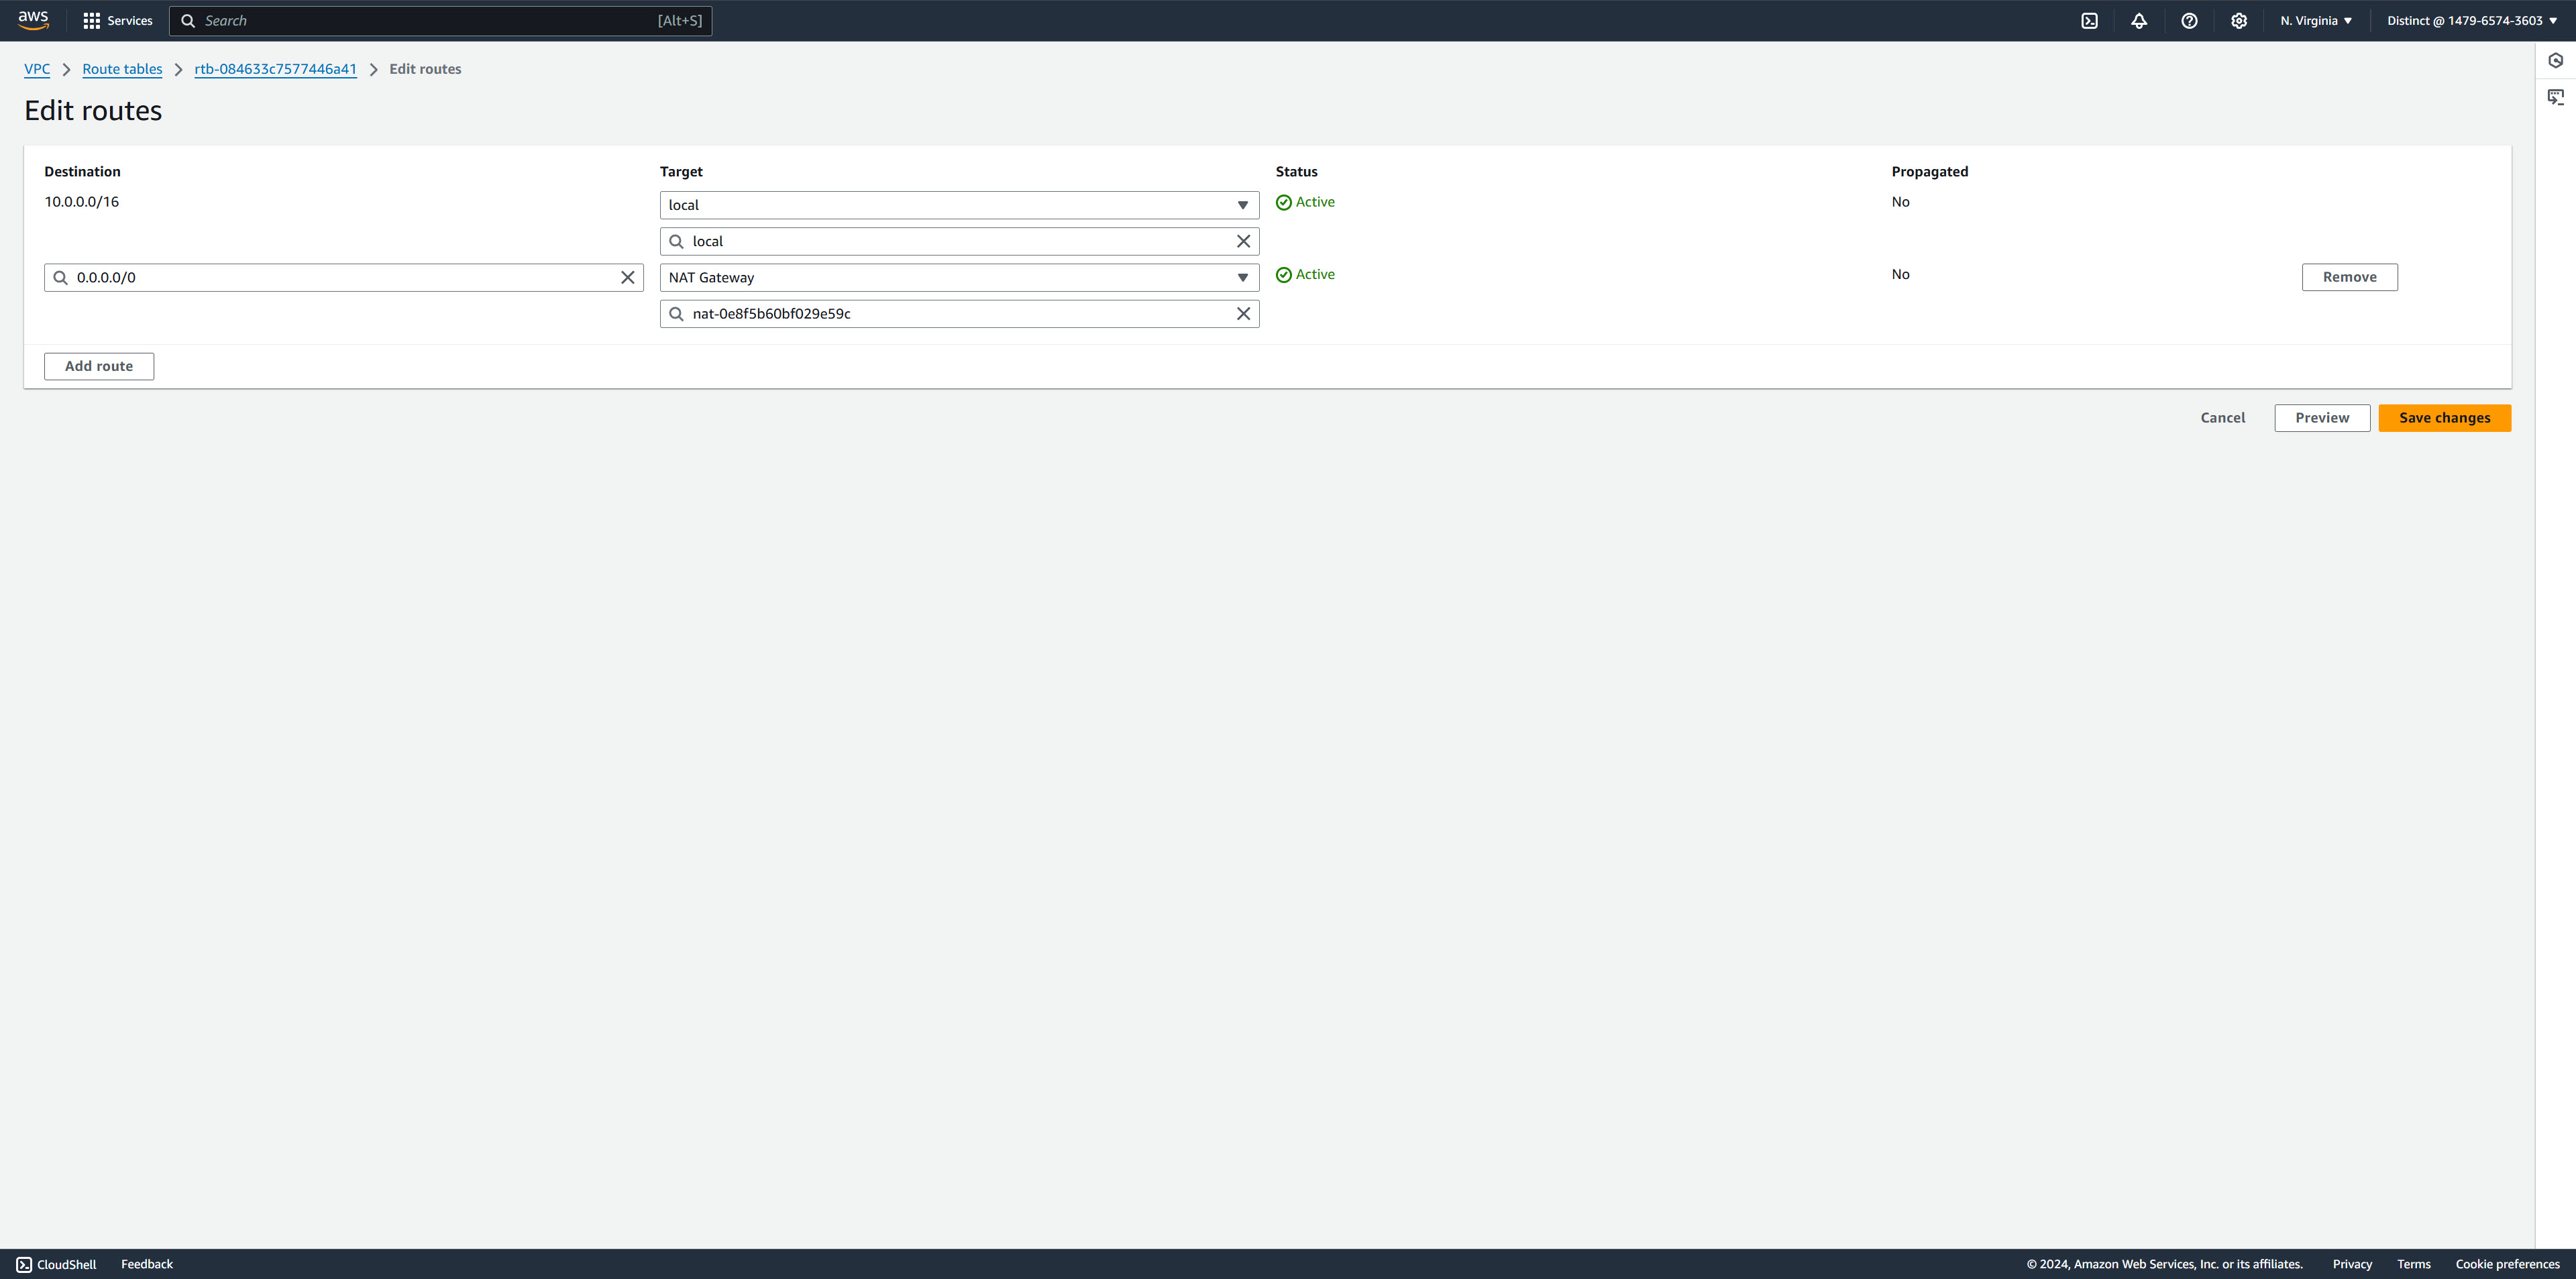 aws Services Search [Alt+S] N. Virginia Distinct @ 1479-6574-3603
VPC Route tables rtb-084633c7577446a41 Edit routes
Edit routes
Destination Target Status Propagated
10.0.0.0/16 local Active No
local
0.0.0.0/0 NAT Gateway Active No Remove
nat-0e8f5b60bf029e59c
Add route
Cancel Preview Save changes
CloudShell Feedback © 2024, Amazon Web Services, Inc. or its affiliates. Privacy Terms Cookie preferences